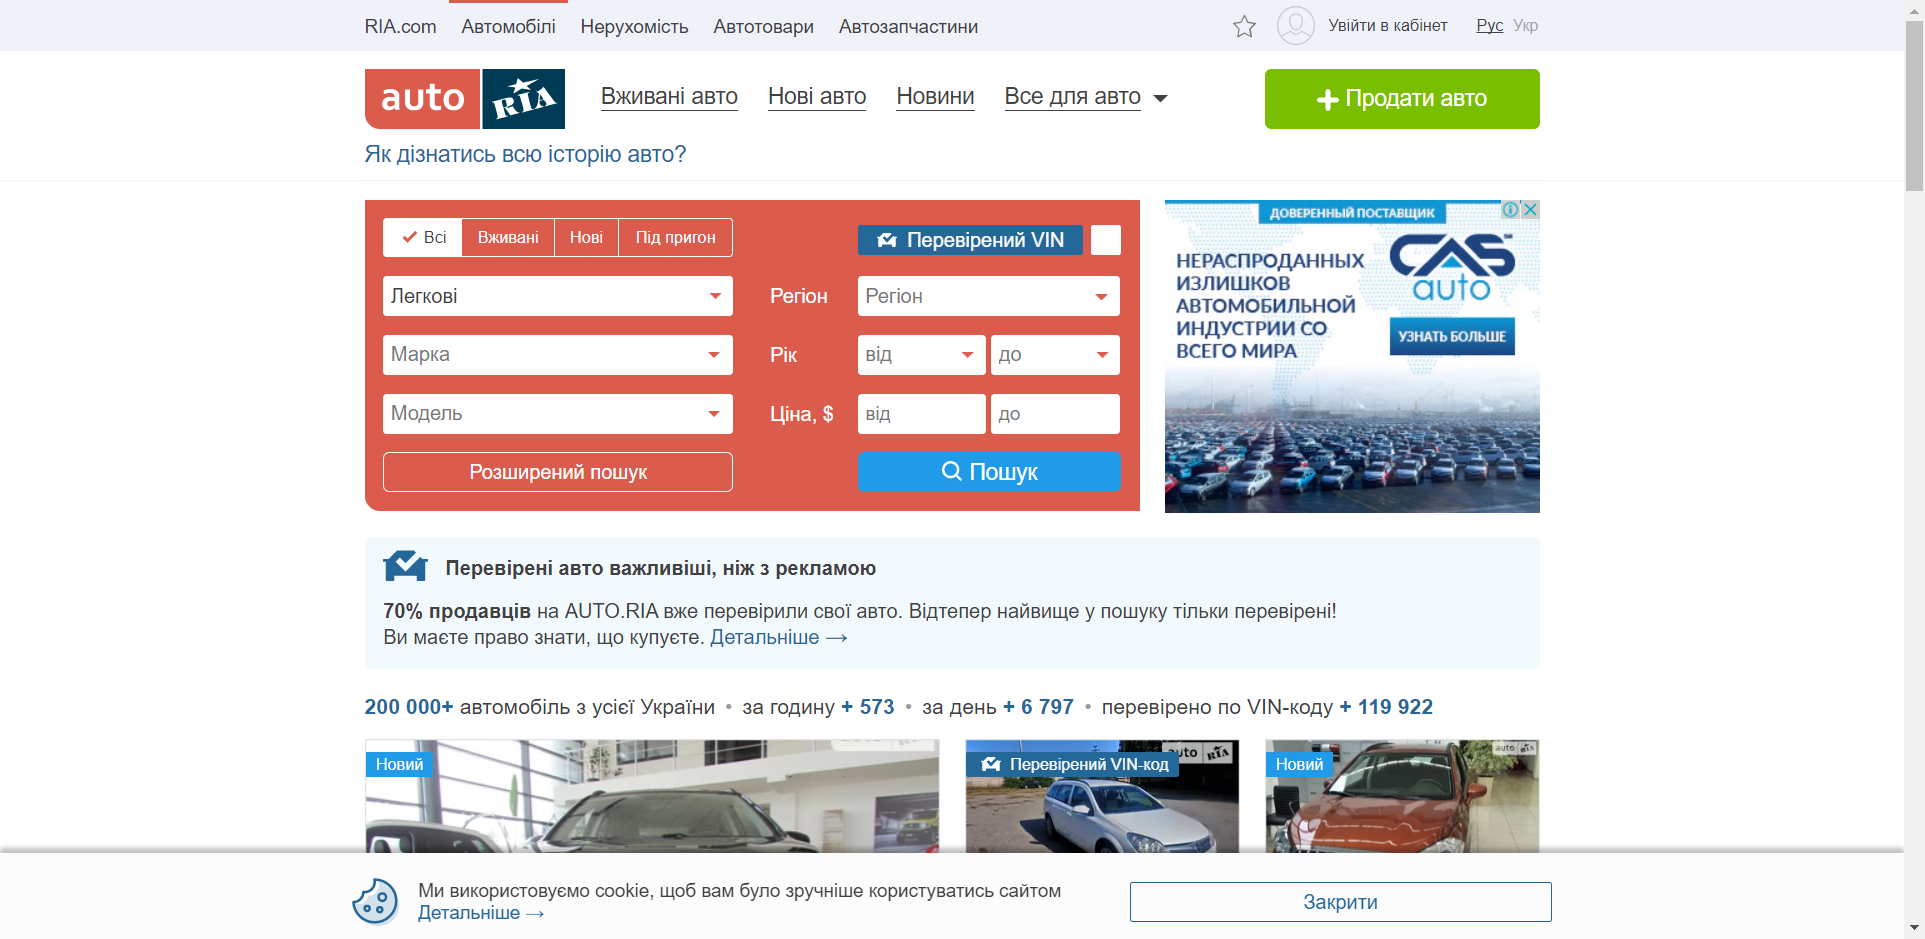 RIA.com Автомобілі Нерухомість Автотовари Автозапчастини Увійти в кабінет Рус Укр
auto RIA Вживані авто Нові авто Новини Все для авто + Продати авто
Як дізнатись всю історію авто?
Всі Вживані Нові Під пригон Перевірений VIN
Легкові Регіон Регіон
Марка Рік від до
Модель Ціна, $ від до
Розширений пошук Пошук
ДОВЕРЕННЫЙ ПОСТАВЩИК
CAS
auto
НЕРАСПРОДАННЫХ
ИЗЛИШКОВ
АВТОМОБИЛЬНОЙ
ИНДУСТРИИ СО
ВСЕГО МИРА
УЗНАТЬ БОЛЬШЕ
Перевірені авто важливіші, ніж з рекламою
70% продавців на AUTO.RIA вже перевірили свої авто. Відтепер найвище у пошуку тільки перевірені!
Ви маєте право знати, що купуєте. Детальніше →
200 000+ автомобіль з усієї України • за годину + 573 • за день + 6 797 • перевірено по VIN-коду + 119 922
Новий
Перевірений VIN-код auto RIA
Новий auto RIA
Ми використовуємо cookie, щоб вам було зручніше користуватись сайтом
Детальніше →
Закрити